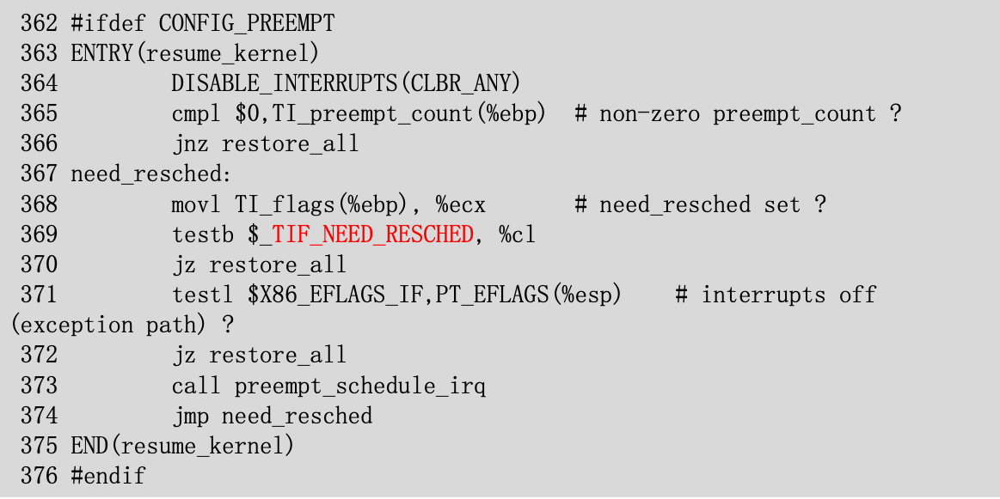 362 #ifdef CONFIG_PREEMPT
363 ENTRY(resume_kernel)
364         DISABLE_INTERRUPTS(CLBR_ANY)
365         cmpl $0,TI_preempt_count(%ebp)  # non-zero preempt_count ?
366         jnz restore_all
367 need_resched:
368         movl TI_flags(%ebp), %ecx       # need_resched set ?
369         testb $_TIF_NEED_RESCHED, %cl
370         jz restore_all
371         testl $X86_EFLAGS_IF,PT_EFLAGS(%esp)    # interrupts off
(exception path) ?
372         jz restore_all
373         call preempt_schedule_irq
374         jmp need_resched
375 END(resume_kernel)
376 #endif